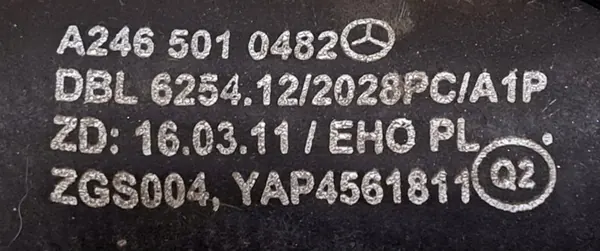 A246 501 0482
DBL 6254.12/2028PC/A1P
ZD: 16.03.11 / EHO PL
ZGS004, YAP4561811 Q2